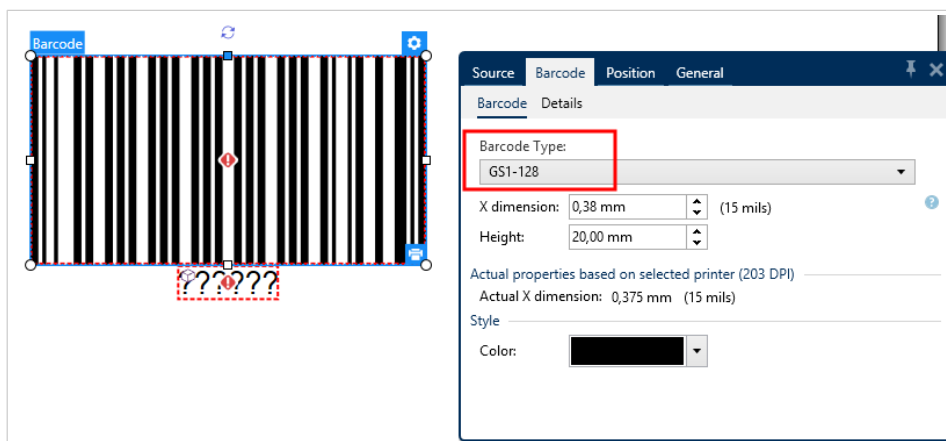 Barcode
??????
Source Barcode Position General
Barcode Details
Barcode Type:
GS1-128
X dimension: 0,38 mm (15 mils)
Height: 20,00 mm
Actual properties based on selected printer (203 DPI)
Actual X dimension: 0,375 mm (15 mils)
Style
Color: